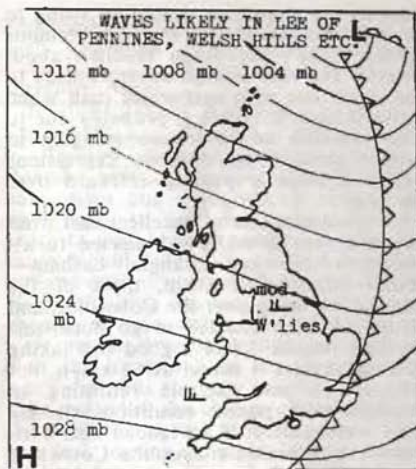 WAVES LIKELY IN LEE OF
PENNINES, WELSH HILLS ETC.
L
1012 mb 1008 mb 1004 mb
1016 mb
1020 mb
1024
mb
mod
W'lies
1028 mb
H